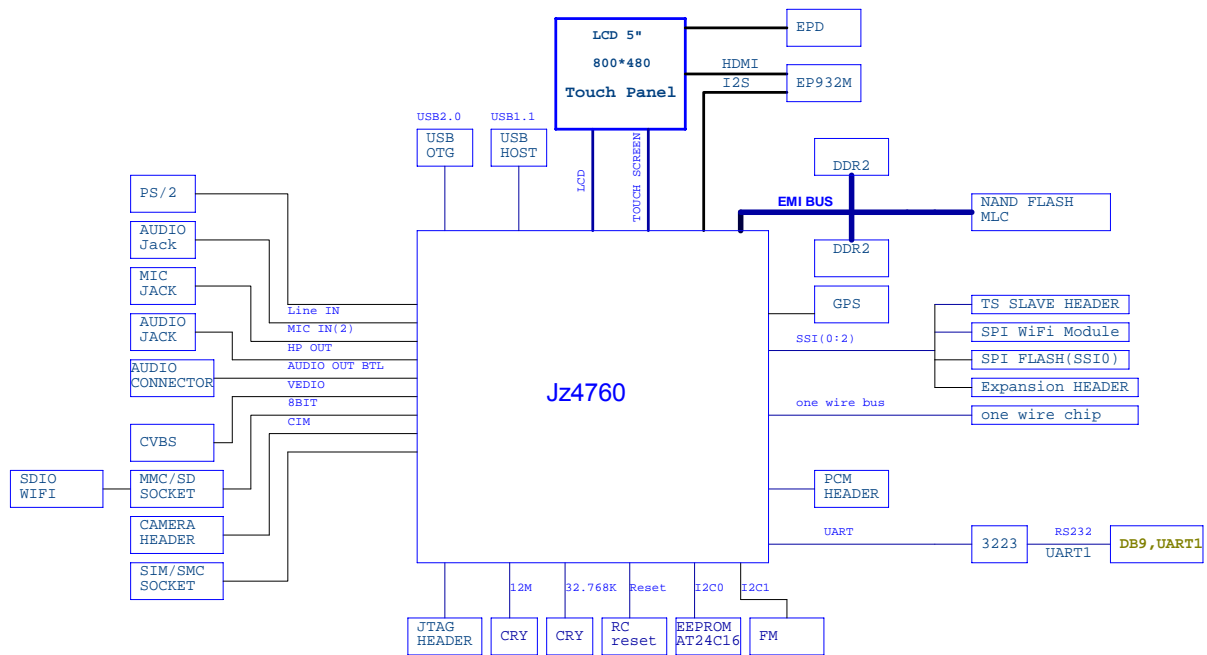 LCD 5"
800*480
Touch Panel
EPD
HDMI
I2S
EP932M
USB2.0
USB1.1
USB
OTG
USB
HOST
LCD
TOUCH SCREEN
DDR2
EMI BUS
NAND FLASH
MLC
DDR2
PS/2
AUDIO
Jack
MIC
JACK
AUDIO
JACK
AUDIO
CONNECTOR
CVBS
SDIO
WIFI
MMC/SD
SOCKET
CAMERA
HEADER
SIM/SMC
SOCKET
Line IN
MIC IN(2)
HP OUT
AUDIO OUT BTL
VEDIO
8BIT
CIM
Jz4760
GPS
SSI(0:2)
TS SLAVE HEADER
SPI WiFi Module
SPI FLASH(SSI0)
Expansion HEADER
one wire bus
one wire chip
PCM
HEADER
UART
3223
RS232
UART1
DB9,UART1
12M
32.768K
Reset
I2C0
I2C1
JTAG
HEADER
CRY
CRY
RC
reset
EEPROM
AT24C16
FM